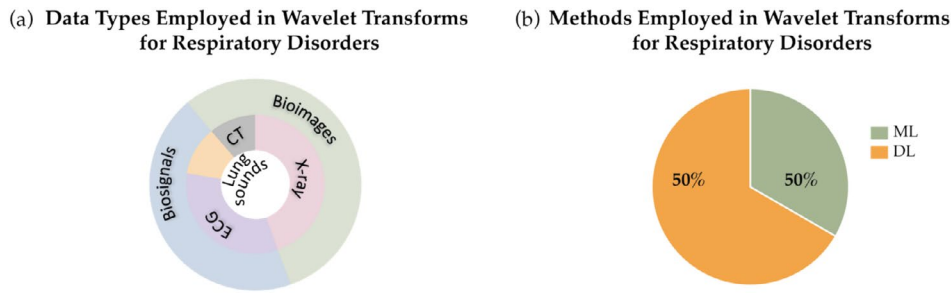 (a) Data Types Employed in Wavelet Transforms
for Respiratory Disorders
Bioimages
CT
Lung
sounds
X-ray
Biosignals
ECG
(b) Methods Employed in Wavelet Transforms
for Respiratory Disorders
50%
50%
ML
DL